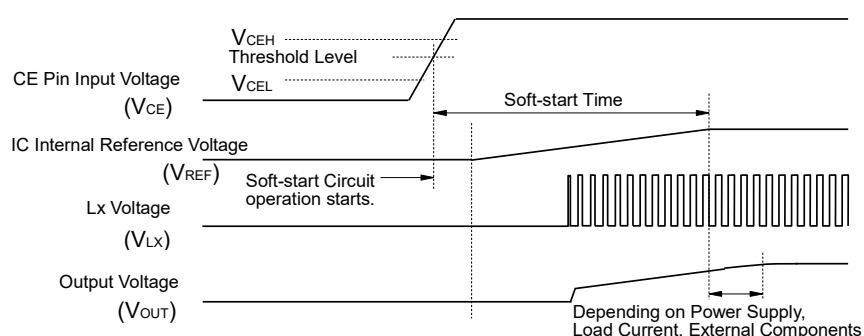 VCEH
Threshold Level
CE Pin Input Voltage
VCEL
(VCE)
Soft-start Time
IC Internal Reference Voltage
(VREF)
Soft-start Circuit
operation starts.
Lx Voltage
(VLX)
Output Voltage
(VOUT)
Depending on Power Supply,
Load Current, External Components